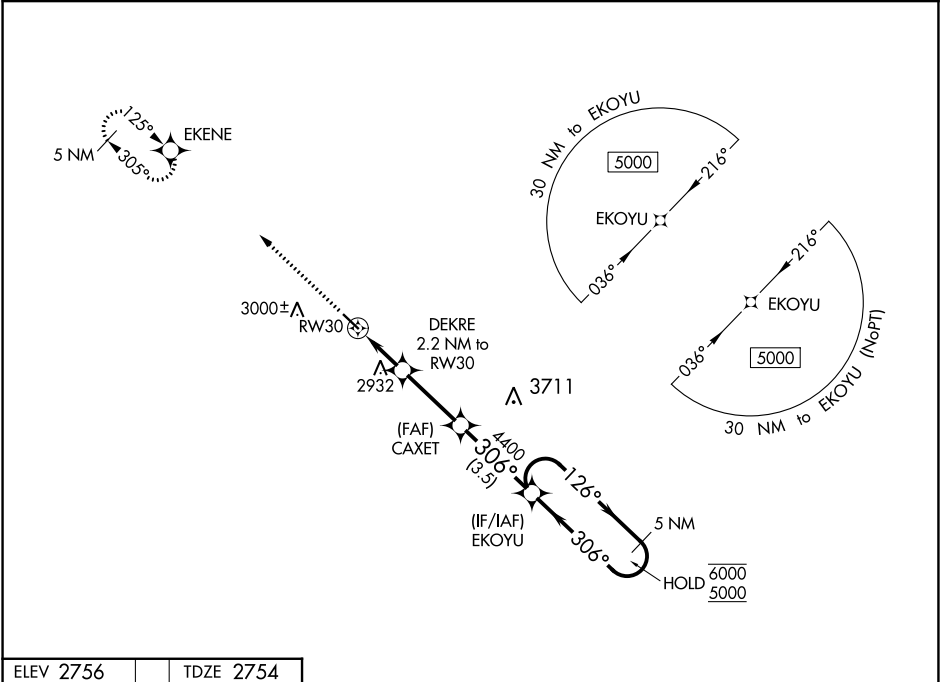 125°
EKENE
5 NM
305°
30 NM to EKOYU
5000
216°
EKOYU
036°
216°
EKOYU
036°
5000
30 NM to EKOYU (NoPT)
3000±
RW30
DEKRE
2.2 NM to
RW30
2932
3711
(FAF)
CAXET
4400
306°
(3.5)
126°
(IF/IAF)
EKOYU
5 NM
306°
HOLD 6000
5000
ELEV 2756 TDZE 2754